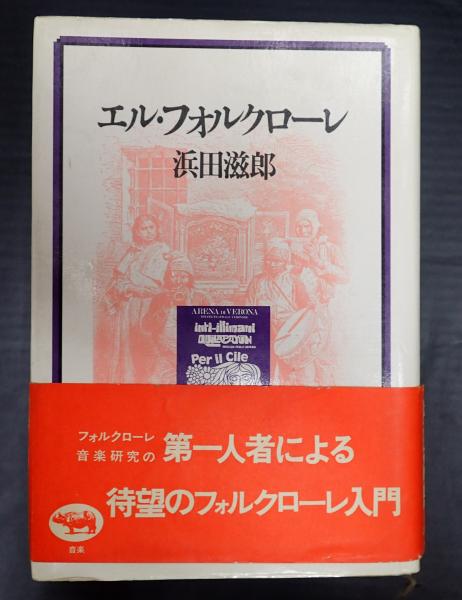 エル・フォルクローレ
浜田滋郎
ARENA DI VERONA
inti-illimani
Per Il Cile
フォルクローレ
音楽研究の
第一人者による
待望のフォルクローレ入門
音楽